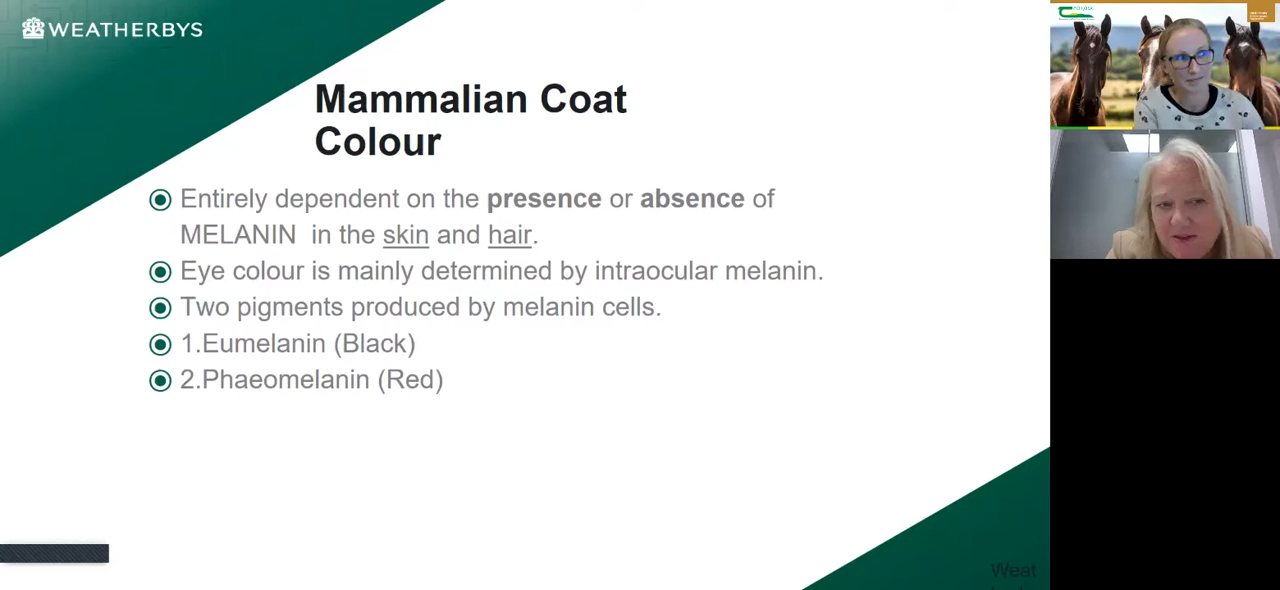 WEATHERBYS
Mammalian Coat
Colour
Entirely dependent on the presence or absence of
MELANIN in the skin and hair.
Eye colour is mainly determined by intraocular melanin.
Two pigments produced by melanin cells.
1.Eumelanin (Black)
2.Phaeomelanin (Red)
Weat